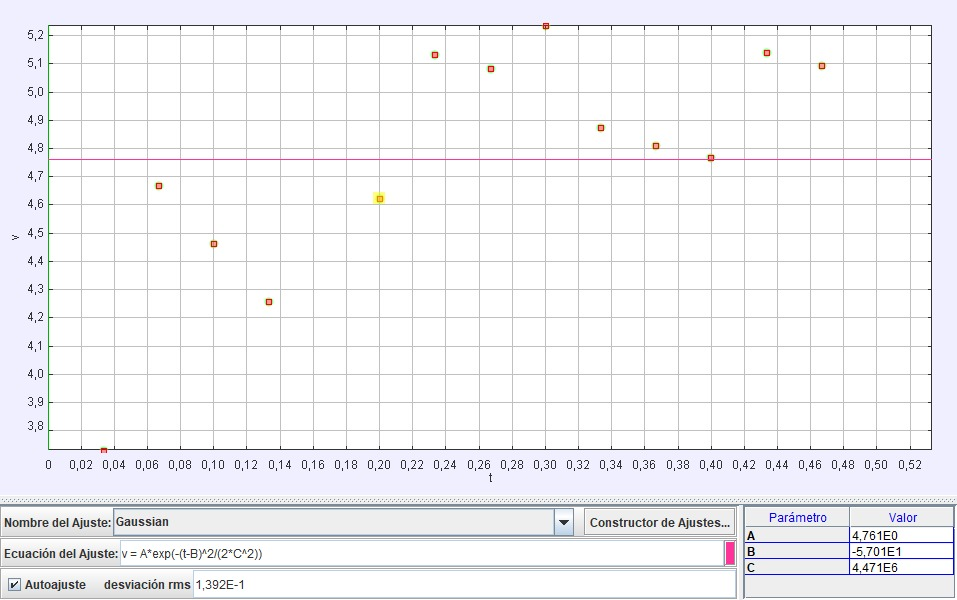 5,2
5,1
5,0
4,9
4,8
4,7
4,6
4,5
4,4
4,3
4,2
4,1
4,0
3,9
3,8
v
0 0,02 0,04 0,06 0,08 0,10 0,12 0,14 0,16 0,18 0,20 0,22 0,24 0,26 0,28 0,30 0,32 0,34 0,36 0,38 0,40 0,42 0,44 0,46 0,48 0,50 0,52
t
Nombre del Ajuste: Gaussian Constructor de Ajustes...
Ecuación del Ajuste: v = A*exp(-(t-B)^2/(2*C^2))
Autoajuste desviación rms 1,392E-1
Parámetro Valor
A 4,761E0
B -5,701E1
C 4,471E6